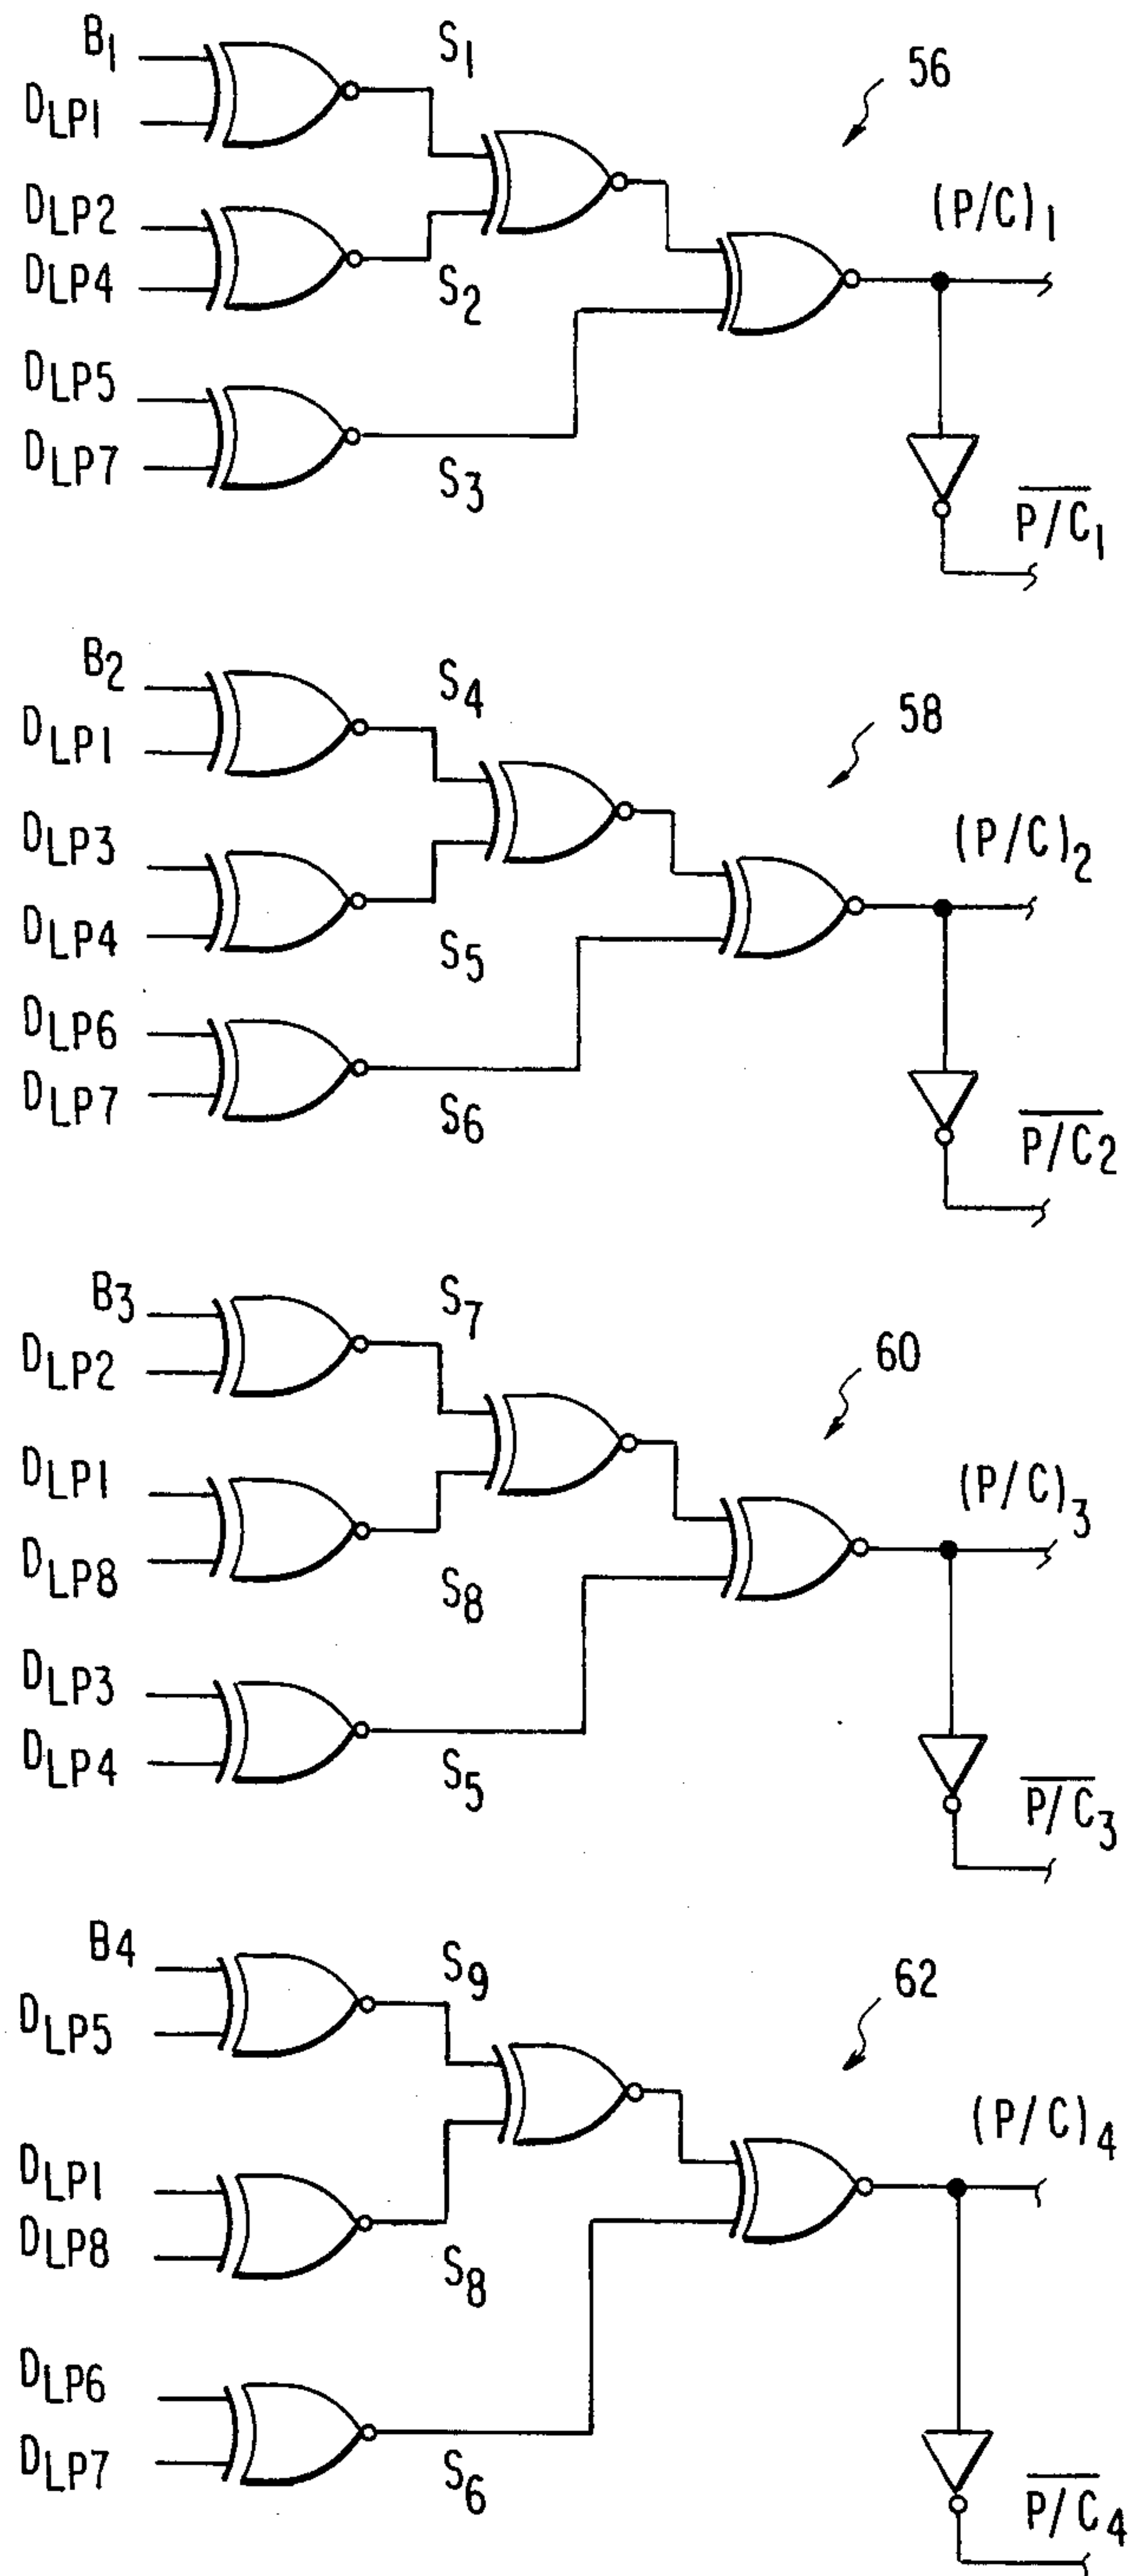 B1
S1
56
DLP1
(P/C)1
DLP2
DLP4
S2
DLP5
DLP7
S3
P/C1
B2
S4
58
DLP1
DLP3
(P/C)2
DLP4
S5
DLP6
DLP7
S6
P/C2
B3
S7
60
DLP2
DLP1
(P/C)3
DLP8
S8
DLP3
DLP4
S5
P/C3
B4
S9
62
DLP5
(P/C)4
DLP1
DLP8
S8
DLP6
DLP7
S6
P/C4